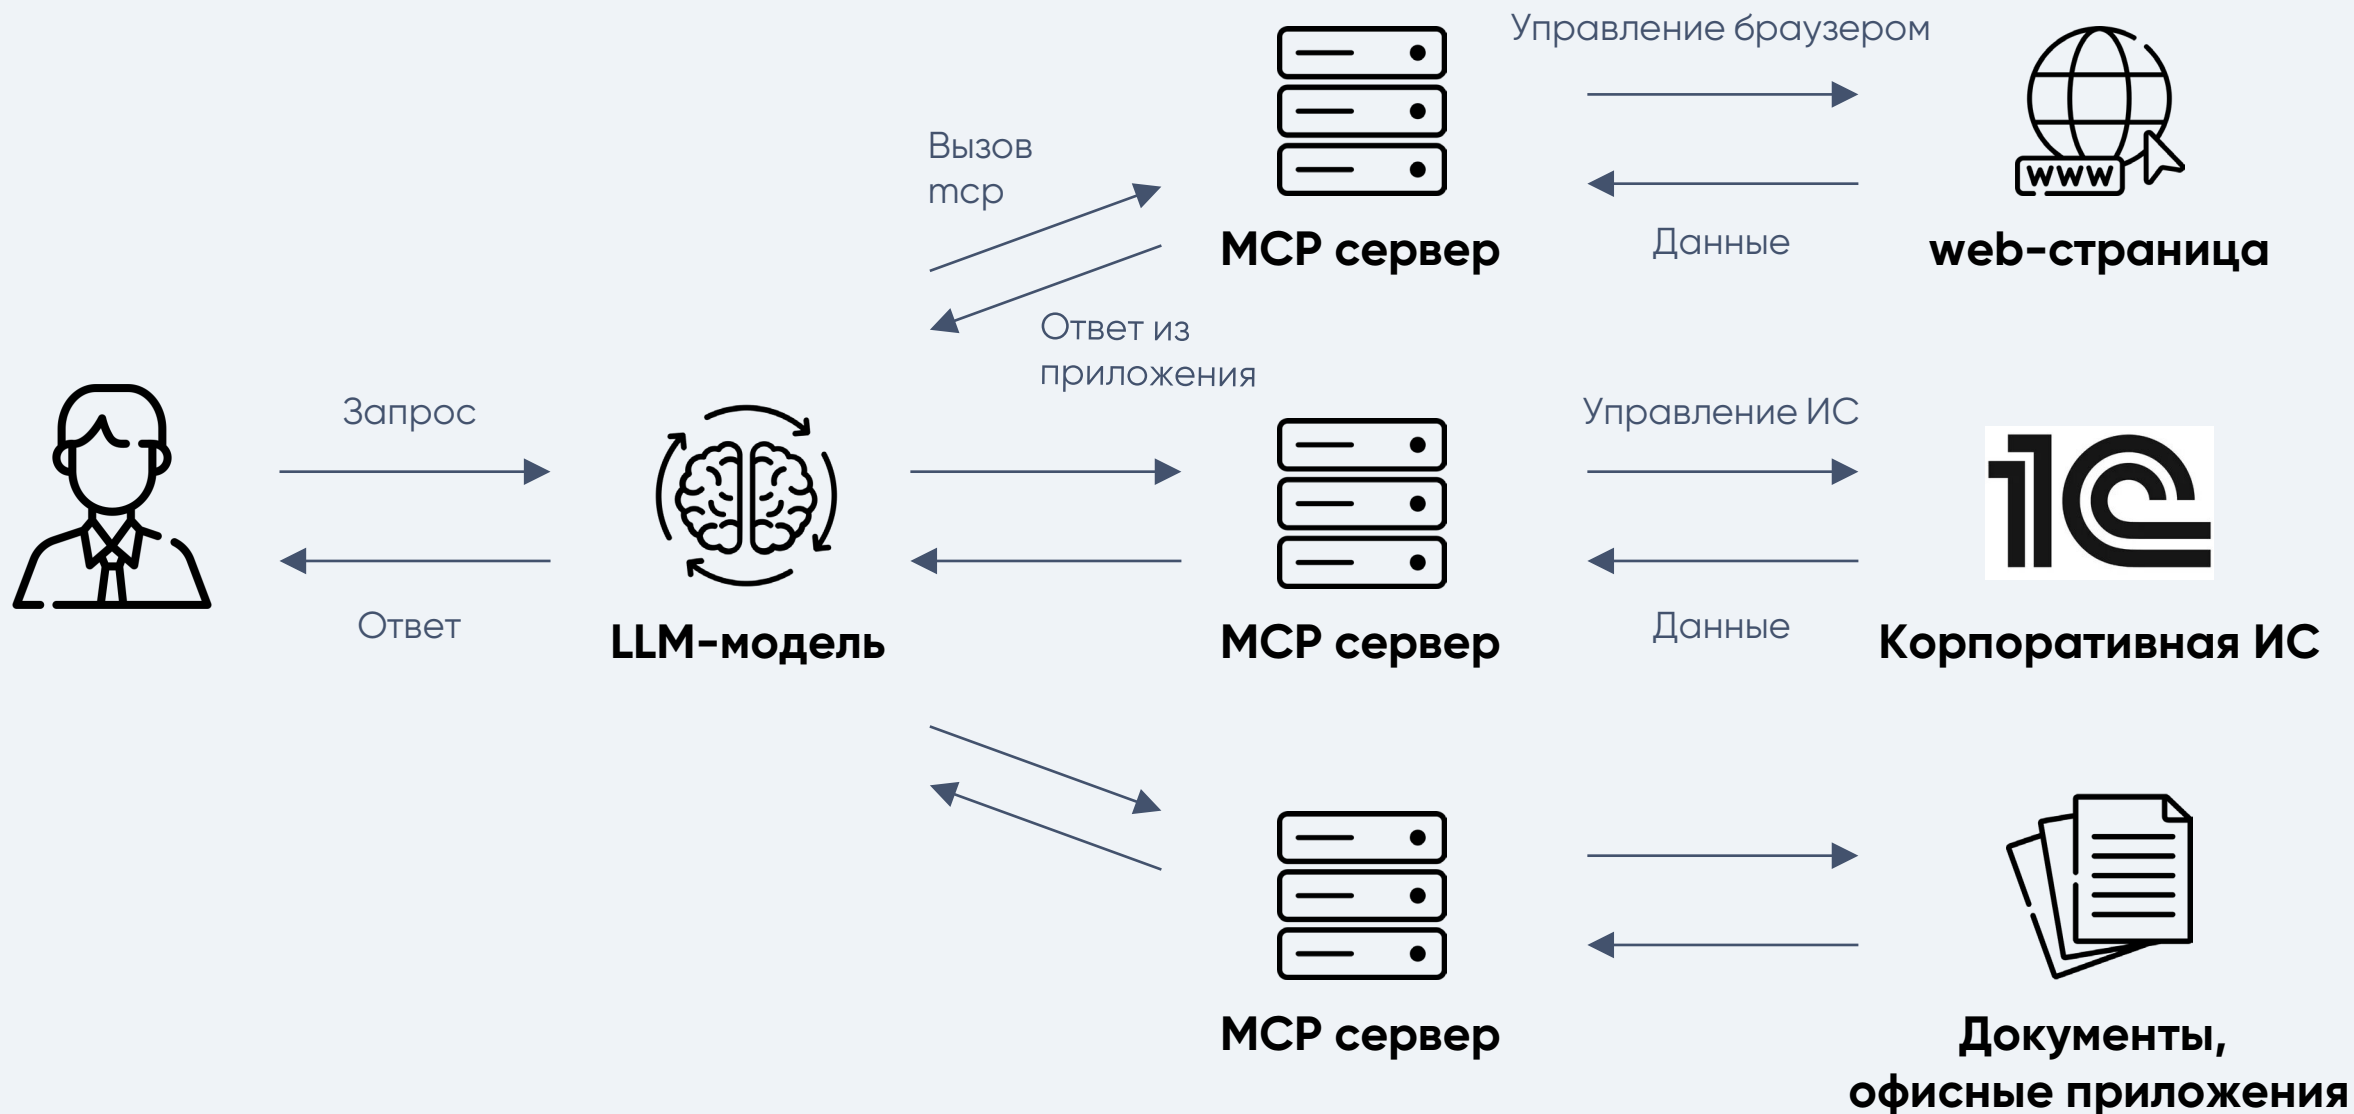 Управление браузером
Вызов
mcp
WWW
MCP сервер
Данные
web-страница
Ответ из
приложения
Запрос
Управление ИС
1С
Ответ
LLM-модель
MCP сервер
Данные
Корпоративная ИС
MCP сервер
Документы,
офисные приложения